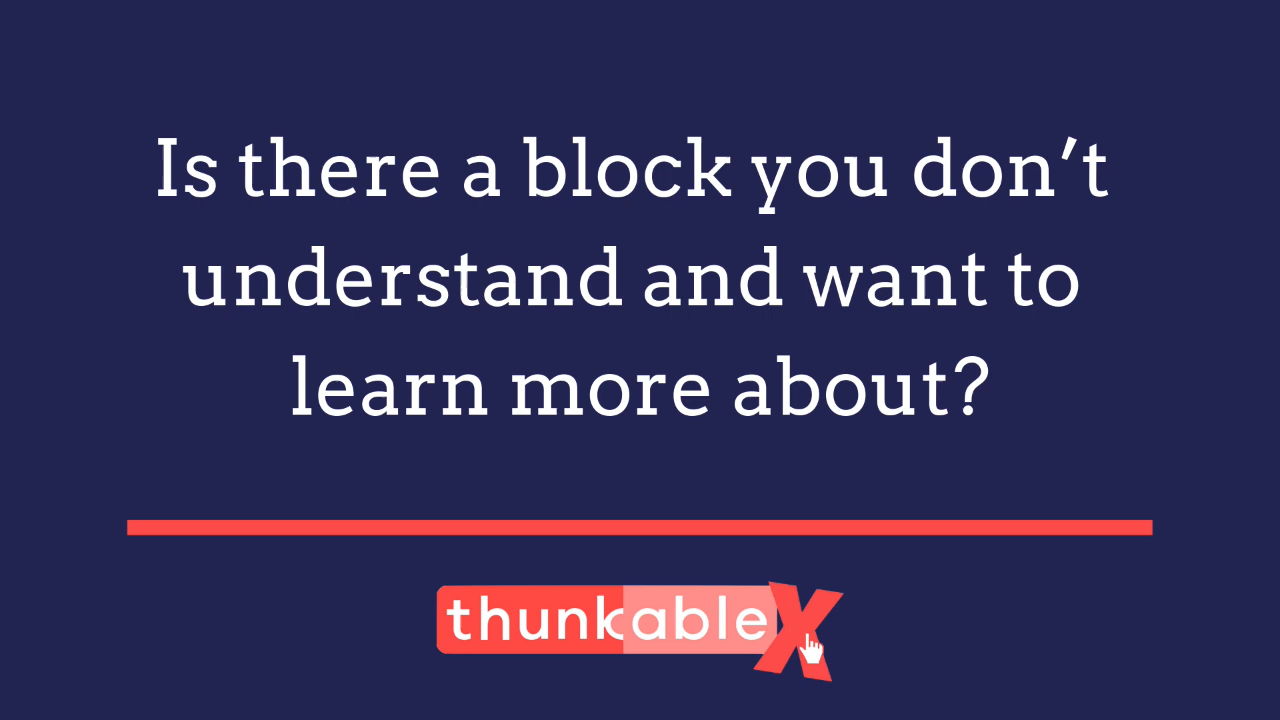 Is there a block you don’t
understand and want to
learn more about?
thunkable X